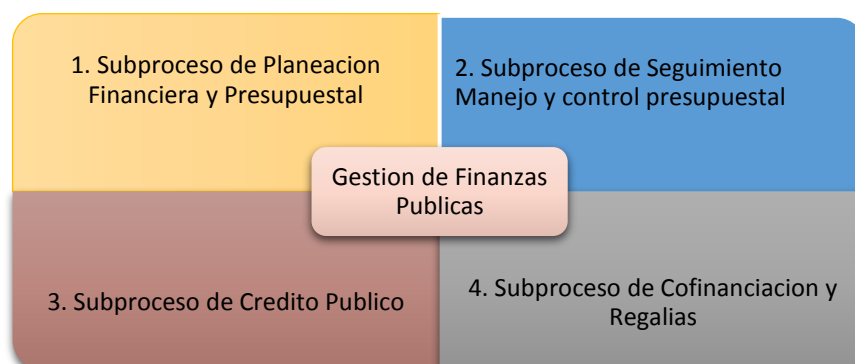 1. Subproceso de Planeacion
Financiera y Presupuestal
2. Subproceso de Seguimiento
Manejo y control presupuestal
Gestion de Finanzas
Publicas
3. Subproceso de Credito Publico
4. Subproceso de Cofinanciacion y
Regalias